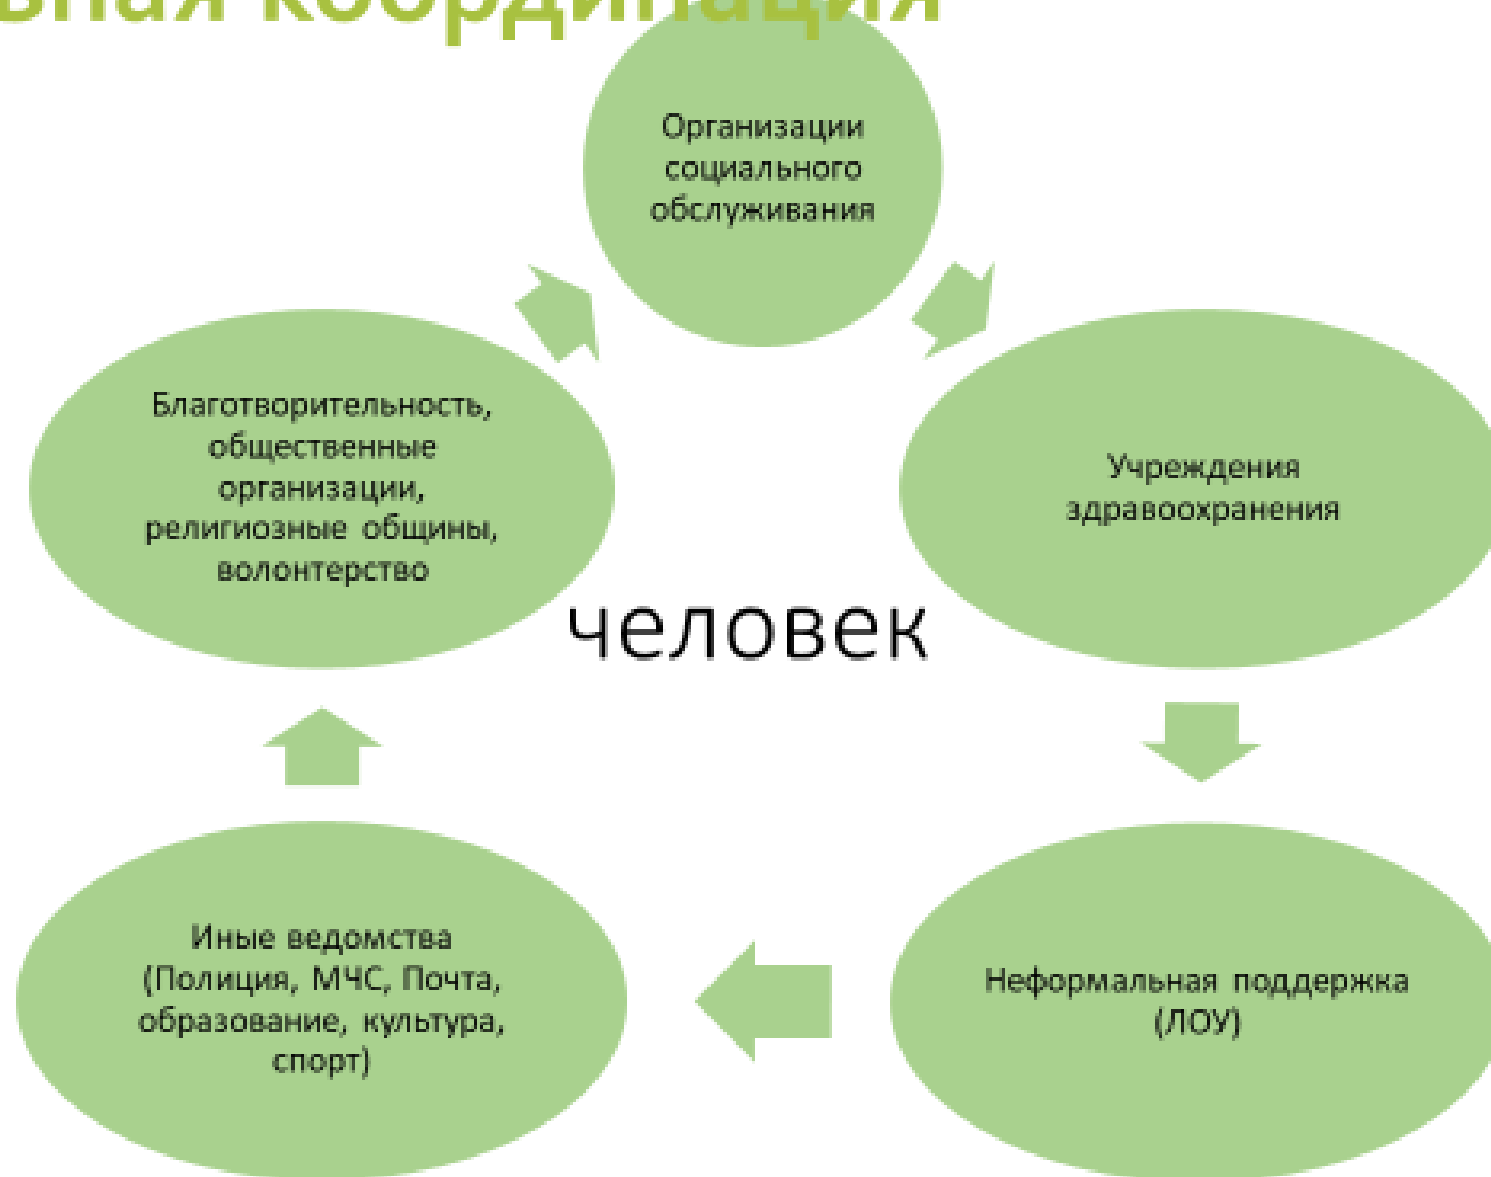 координация
Организации
социального
обслуживания
Благотворительность,
общественные
организации,
религиозные общины,
волонтерство
Учреждения
здравоохранения
человек
Иные ведомства
(Полиция, МЧС, Почта,
образование, культура,
спорт)
Неформальная поддержка
(ЛОУ)